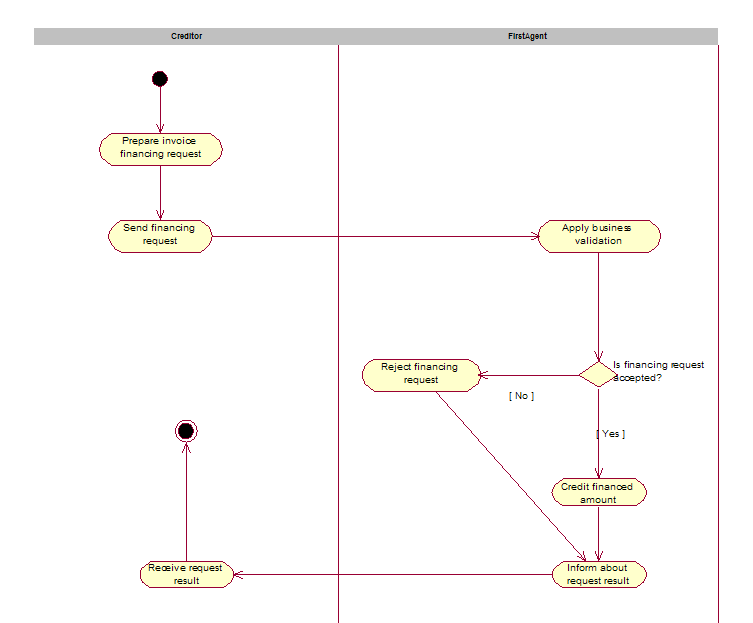 Creditor
FirstAgent
Prepare invoice
financing request
Send financing
request
Apply business
validation
Is financing request
accepted?
Reject financing
request
[ No ]
[ Yes ]
Credit financed
amount
Inform about
request result
Receive request
result